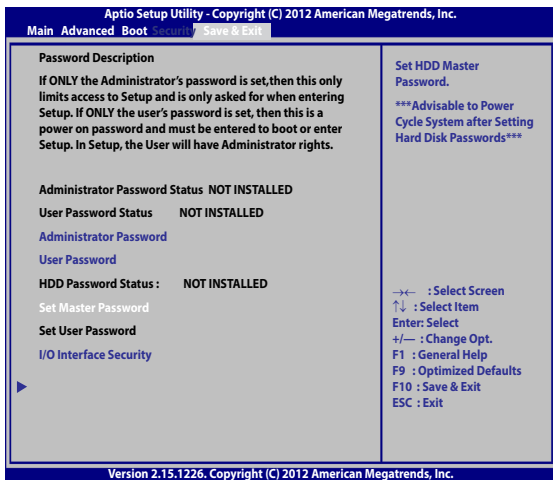 Aptio Setup Utility - Copyright (C) 2012 American Megatrends, Inc.
Main Advanced Boot Security Save & Exit
Password Description
If ONLY the Administrator's password is set,then this only
limits access to Setup and is only asked for when entering
Setup. If ONLY the user's password is set, then this is a
power on password and must be entered to boot or enter
Setup. In Setup, the User will have Administrator rights.
Administrator Password Status NOT INSTALLED
User Password Status NOT INSTALLED
Administrator Password
User Password
HDD Password Status : NOT INSTALLED
Set Master Password
Set User Password
I/O Interface Security
Set HDD Master
Password.
***Advisable to Power
Cycle System after Setting
Hard Disk Passwords***
→← : Select Screen
↑↓ : Select Item
Enter: Select
+/— : Change Opt.
F1 : General Help
F9 : Optimized Defaults
F10 : Save & Exit
ESC : Exit
Version 2.15.1226. Copyright (C) 2012 American Megatrends, Inc.